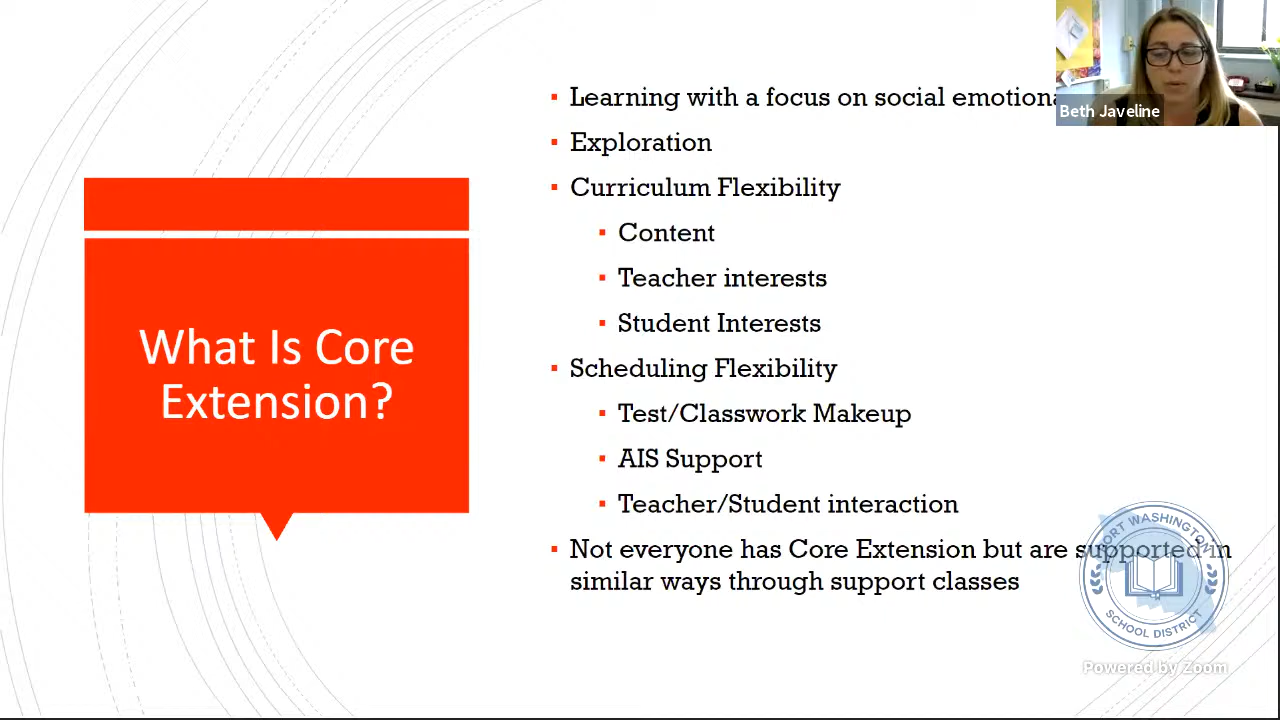 Learning with a focus on social emotiona
Beth Javeline
Exploration
Curriculum Flexibility
Content
Teacher interests
Student Interests
What Is Core
Extension?
Scheduling Flexibility
Test/Classwork Makeup
AIS Support
Teacher/Student interaction
Not everyone has Core Extension but are supported in
similar ways through support classes
PORT WASHINGTON
SCHOOL DISTRICT
Powered by Zoom